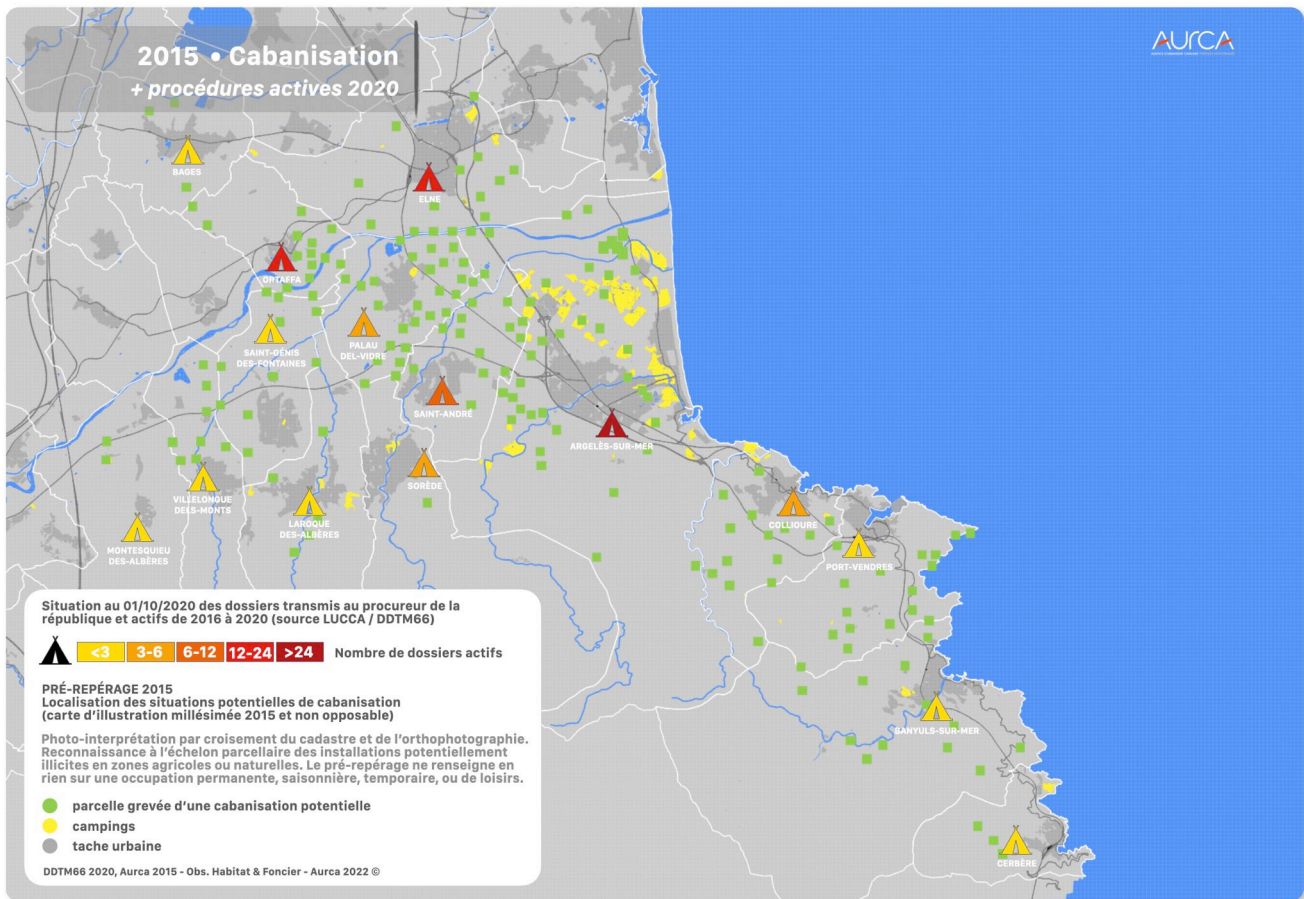 2015 • Cabanisation
+ procédures actives 2020
AURCA
BAGES
ELNE
ORTAFFA
SAINT-GÉNIS
DES-FONTAINES
PALAU
DEL-VIDRE
SAINT-ANDRÉ
ARGELÈS-SUR-MER
SORÈDE
VILLELONGUE
DELS-MONTS
LAROQUE
DES-ALBÈRES
MONTESQUIEU
DES-ALBÈRES
COLLIOURE
PORT-VENDRES
BANYULS-SUR-MER
CERBÈRE
Situation au 01/10/2020 des dossiers transmis au procureur de la
république et actifs de 2016 à 2020 (source LUCCA / DDTM66)
<3 3-6 6-12 12-24 >24 Nombre de dossiers actifs
PRÉ-REPÉRAGE 2015
Localisation des situations potentielles de cabanisation
(carte d'illustration millésimée 2015 et non opposable)
Photo-interprétation par croisement du cadastre et de l'orthophotographie.
Reconnaissance à l'échelon parcellaire des installations potentiellement
illicites en zones agricoles ou naturelles. Le pré-repérage ne renseigne en
rien sur une occupation permanente, saisonnière, temporaire, ou de loisirs.
parcelle grevée d'une cabanisation potentielle
campings
tache urbaine
DDTM66 2020, Aurca 2015 - Obs. Habitat & Foncier - Aurca 2022 ©